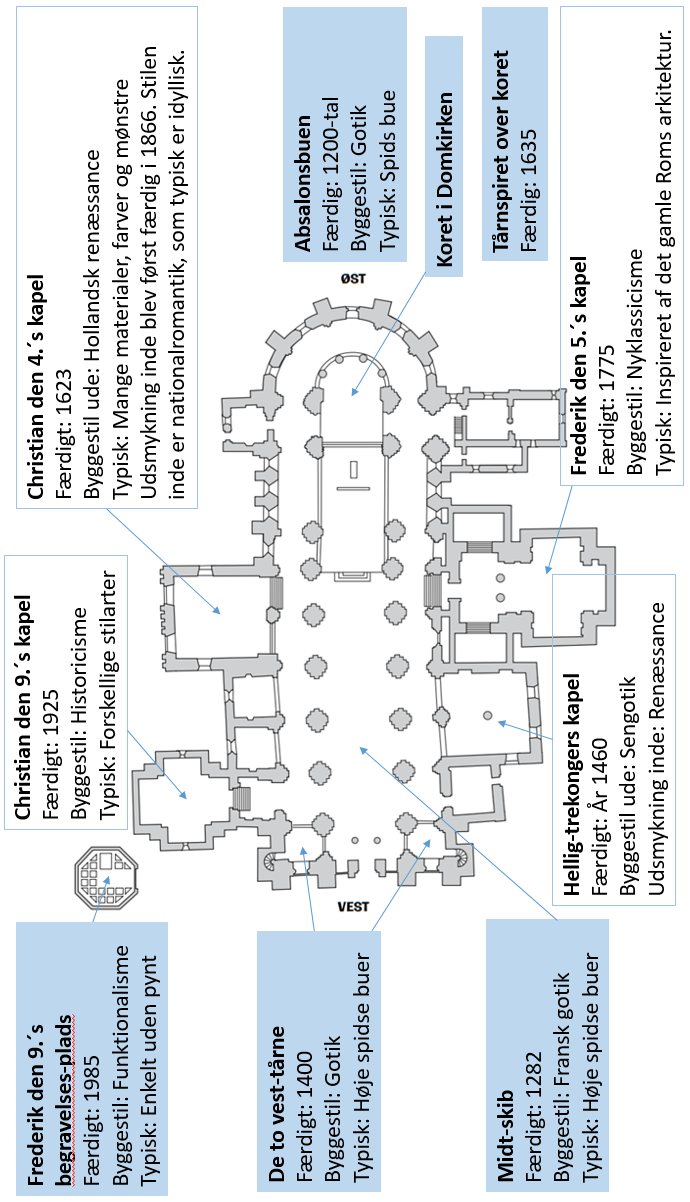 Frederik den 9.´s
begravelses-plads
Færdigt: 1985
Byggestil: Funktionalisme
Typisk: Enkelt uden pynt
Christian den 9.´s kapel
Færdigt: 1925
Byggestil: Historicisme
Typisk: Forskellige stilarter
Christian den 4.´s kapel
Færdigt: 1623
Byggestil ude: Hollandsk renæssance
Typisk: Mange materialer, farver og mønstre
Udsmykning inde blev først færdig i 1866. Stilen
inde er nationalromantik, som typisk er idyllisk.
De to vest-tårne
Færdigt: 1400
Byggestil: Gotik
Typisk: Høje spidse buer
VEST
ØST
Absalonsbuen
Færdig: 1200-tal
Byggestil: Gotik
Typisk: Spids bue
Koret i Domkirken
Tårnspiret over koret
Færdig: 1635
Midt-skib
Færdigt: 1282
Byggestil: Fransk gotik
Typisk: Høje spidse buer
Hellig-trekongers kapel
Færdigt: År 1460
Byggestil ude: Sengotik
Udsmykning inde: Renæssance
Frederik den 5.´s kapel
Færdigt: 1775
Byggestil: Nyklassicisme
Typisk: Inspireret af det gamle Roms arkitektur.